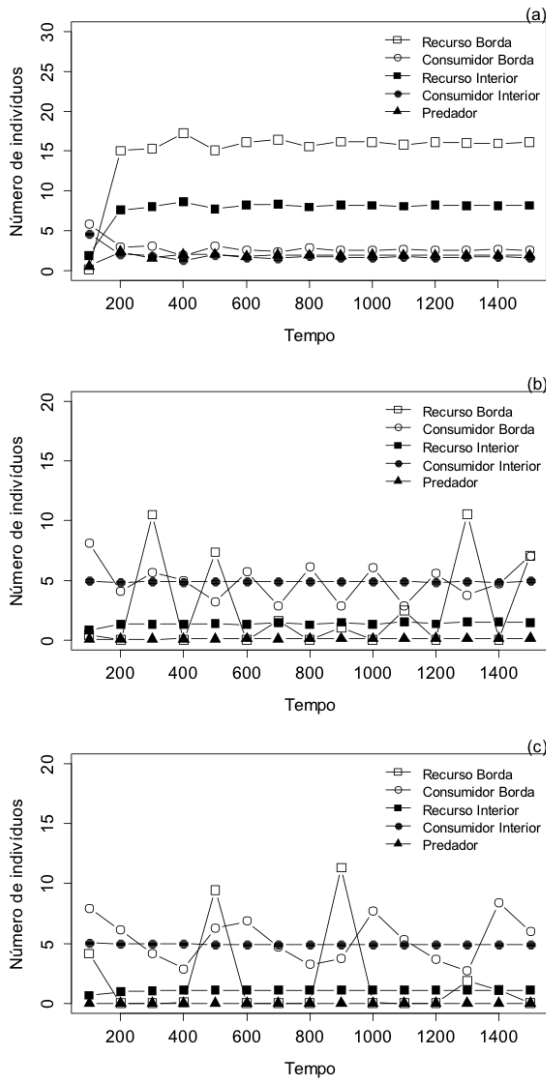 (a)
Número de indivíduos
30
25
20
15
10
5
0
Recurso Borda
Consumidor Borda
Recurso Interior
Consumidor Interior
Predador
200 400 600 800 1000 1200 1400
Tempo
(b)
Número de indivíduos
20
15
10
5
0
Recurso Borda
Consumidor Borda
Recurso Interior
Consumidor Interior
Predador
200 400 600 800 1000 1200 1400
Tempo
(c)
Número de indivíduos
20
15
10
5
0
Recurso Borda
Consumidor Borda
Recurso Interior
Consumidor Interior
Predador
200 400 600 800 1000 1200 1400
Tempo